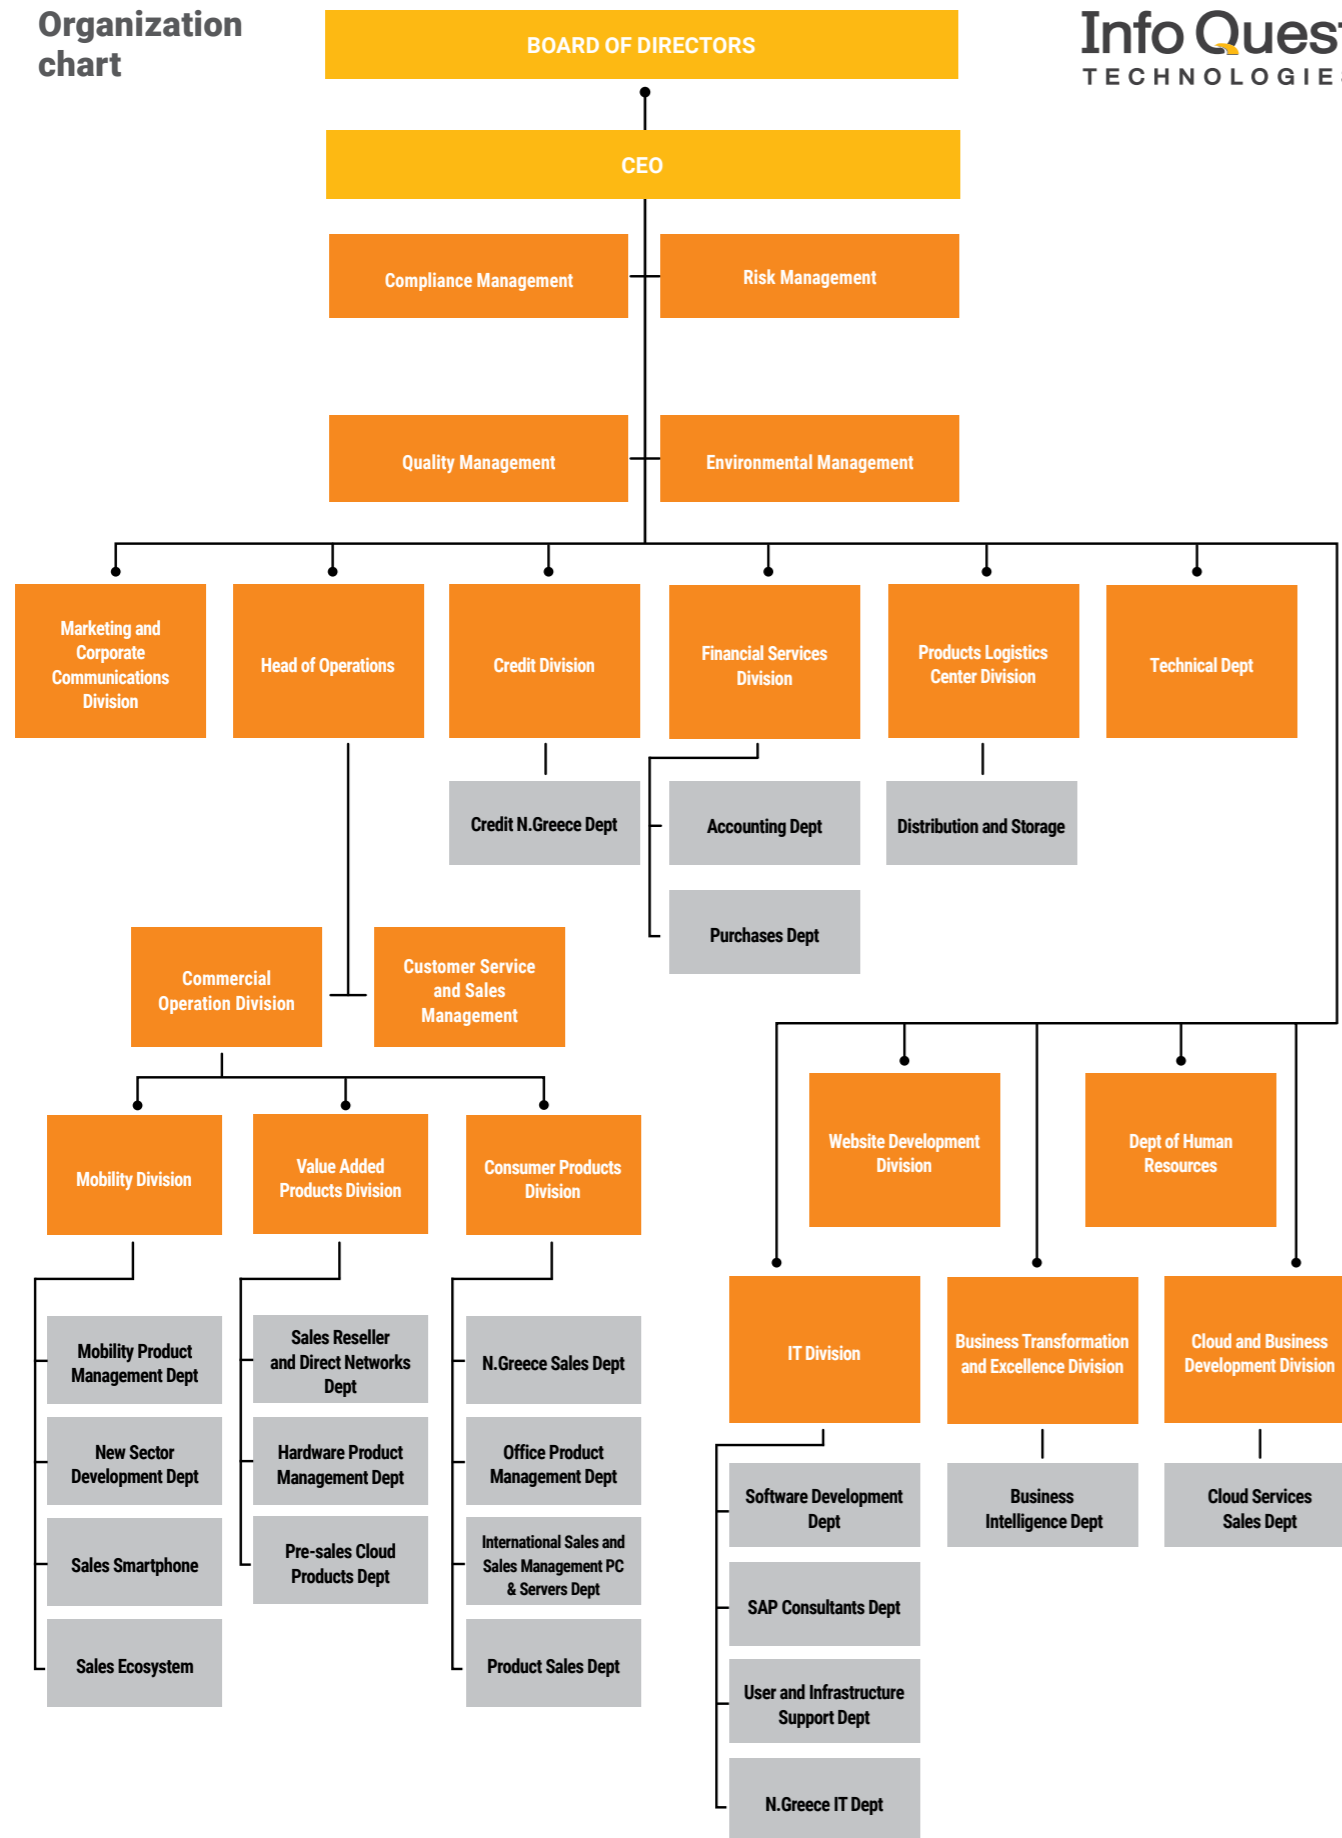 Organization
chart
BOARD OF DIRECTORS
Info Quest
TECHNOLOGIES
CEO
Compliance Management
Risk Management
Quality Management
Environmental Management
Marketing and
Corporate
Communications
Division
Head of Operations
Credit Division
Financial Services
Division
Products Logistics
Center Division
Technical Dept
Credit N.Greece Dept
Accounting Dept
Distribution and Storage
Purchases Dept
Commercial
Operation Division
Customer Service
and Sales
Management
Mobility Division
Value Added
Products Division
Consumer Products
Division
Website Development
Division
Dept of Human
Resources
Mobility Product
Management Dept
New Sector
Development Dept
Sales Smartphone
Sales Ecosystem
Sales Reseller
and Direct Networks
Dept
Hardware Product
Management Dept
Pre-sales Cloud
Products Dept
N.Greece Sales Dept
Office Product
Management Dept
International Sales and
Sales Management PC
& Servers Dept
Product Sales Dept
IT Division
Business Transformation
and Excellence Division
Cloud and Business
Development Division
Software Development
Dept
SAP Consultants Dept
User and Infrastructure
Support Dept
N.Greece IT Dept
Business
Intelligence Dept
Cloud Services
Sales Dept